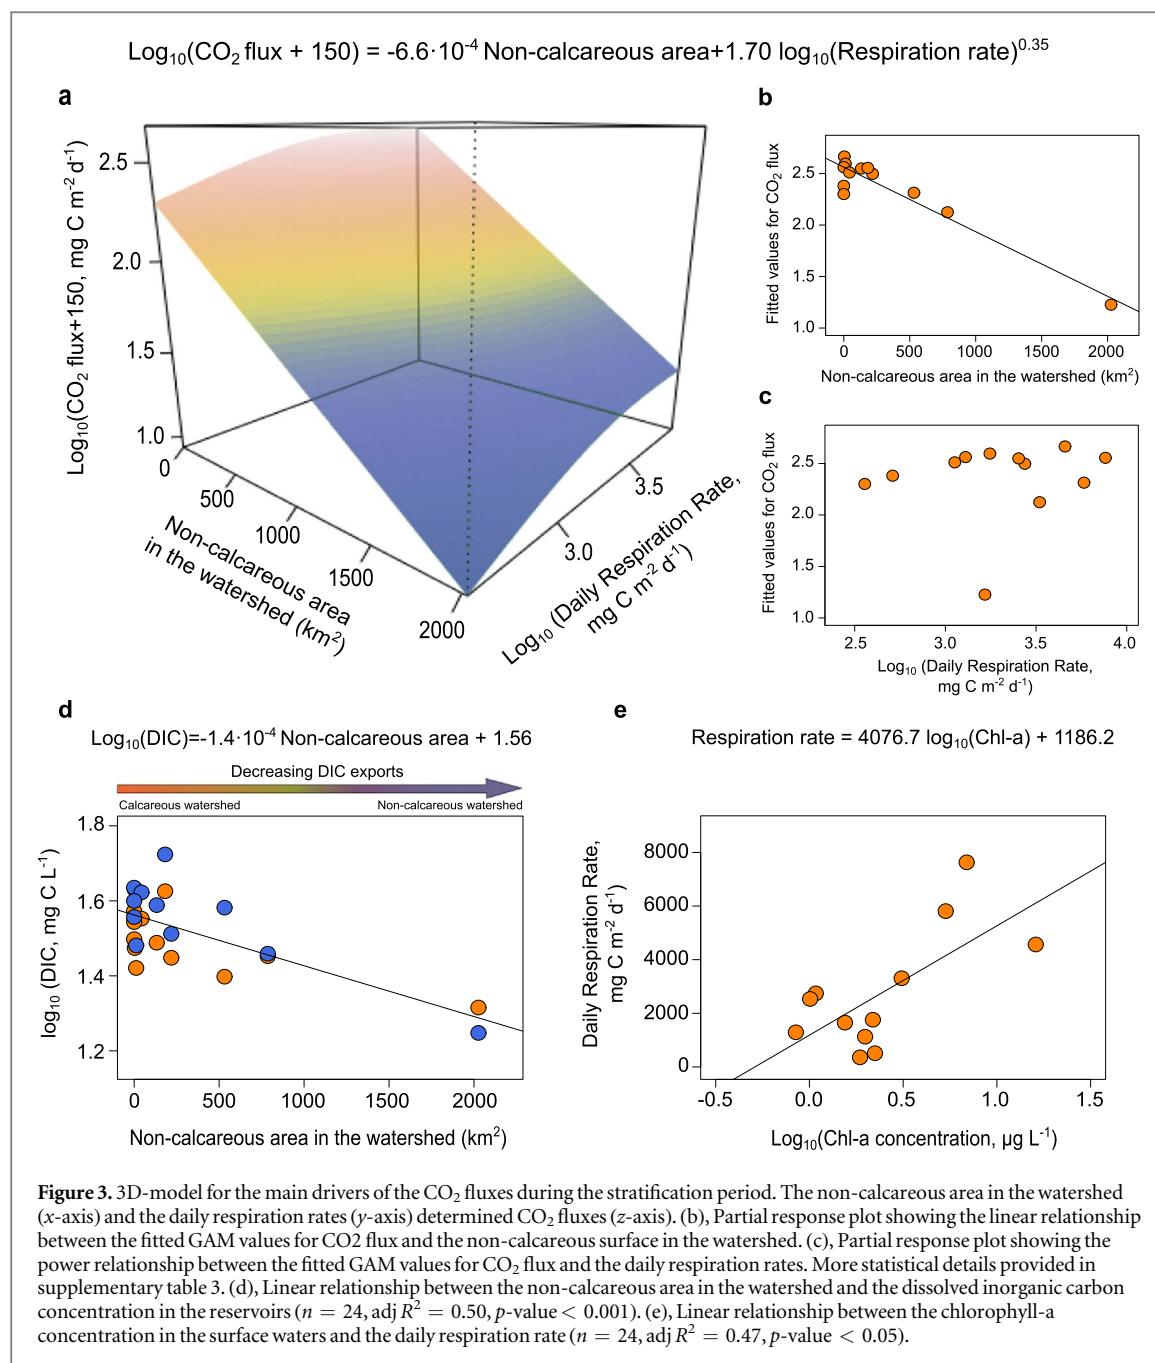 Log10(CO2 flux + 150) = -6.6·10-4 Non-calcareous area+1.70 log10(Respiration rate)0.35
a
Log10(CO2 flux+150, mg C m-2 d-1)
2.5
2.0
1.5
1.0
0
500
1000
1500
2000
Non-calcareous area
in the watershed (km2)
3.0
3.5
Log10 (Daily Respiration Rate,
mg C m-2 d-1)
b
Fitted values for CO2 flux
2.5
2.0
1.5
1.0
0 500 1000 1500 2000
Non-calcareous area in the watershed (km2)
c
Fitted values for CO2 flux
2.5
2.0
1.5
1.0
2.5 3.0 3.5 4.0
Log10 (Daily Respiration Rate,
mg C m-2 d-1)
d
Log10(DIC)=-1.4·10-4 Non-calcareous area + 1.56
Decreasing DIC exports
Calcareous watershed Non-calcareous watershed
log10 (DIC, mg C L-1)
1.8
1.6
1.4
1.2
0 500 1000 1500 2000
Non-calcareous area in the watershed (km2)
e
Respiration rate = 4076.7 log10(Chl-a) + 1186.2
Daily Respiration Rate,
mg C m-2 d-1)
8000
6000
4000
2000
0
-0.5 0.0 0.5 1.0 1.5
Log10(Chl-a concentration, µg L-1)
Figure 3. 3D-model for the main drivers of the CO2 fluxes during the stratification period. The non-calcareous area in the watershed
(x-axis) and the daily respiration rates (y-axis) determined CO2 fluxes (z-axis). (b), Partial response plot showing the linear relationship
between the fitted GAM values for CO2 flux and the non-calcareous surface in the watershed. (c), Partial response plot showing the
power relationship between the fitted GAM values for CO2 flux and the daily respiration rates. More statistical details provided in
supplementary table 3. (d), Linear relationship between the non-calcareous area in the watershed and the dissolved inorganic carbon
concentration in the reservoirs (n = 24, adj R2 = 0.50, p-value < 0.001). (e), Linear relationship between the chlorophyll-a
concentration in the surface waters and the daily respiration rate (n = 24, adj R2 = 0.47, p-value < 0.05).